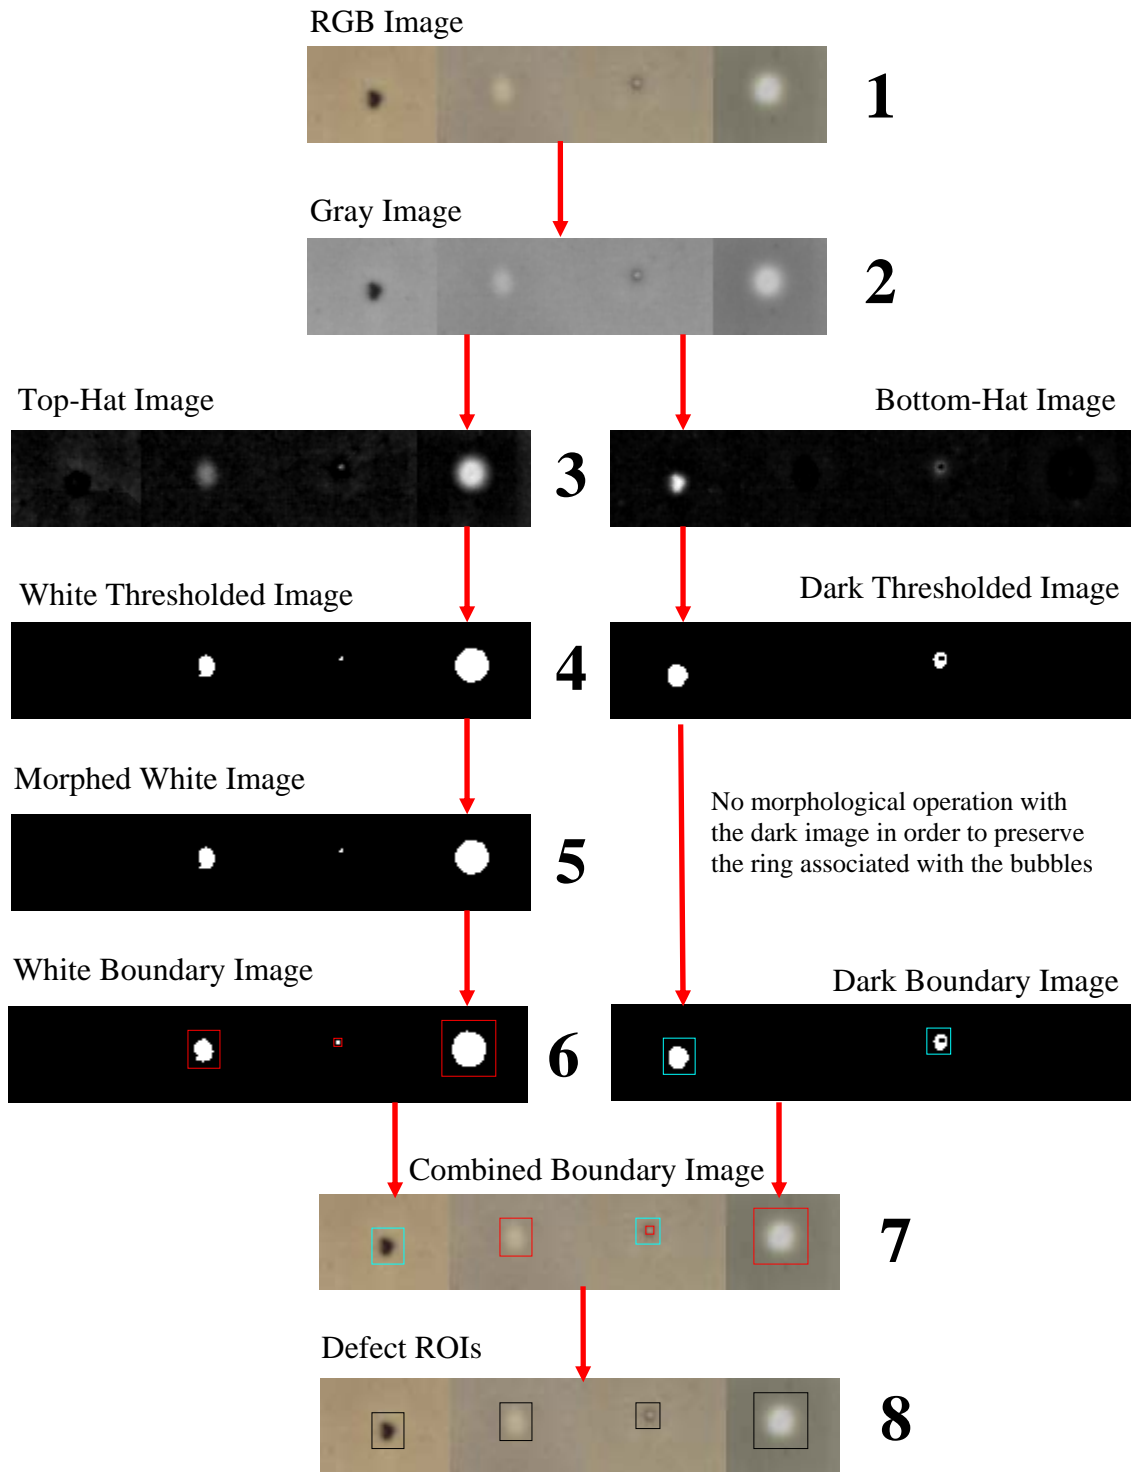 RGB Image
1
Gray Image
2
Top-Hat Image
Bottom-Hat Image
3
White Thresholded Image
Dark Thresholded Image
4
Morphed White Image
No morphological operation with
the dark image in order to preserve
the ring associated with the bubbles
5
White Boundary Image
Dark Boundary Image
6
Combined Boundary Image
7
Defect ROIs
8